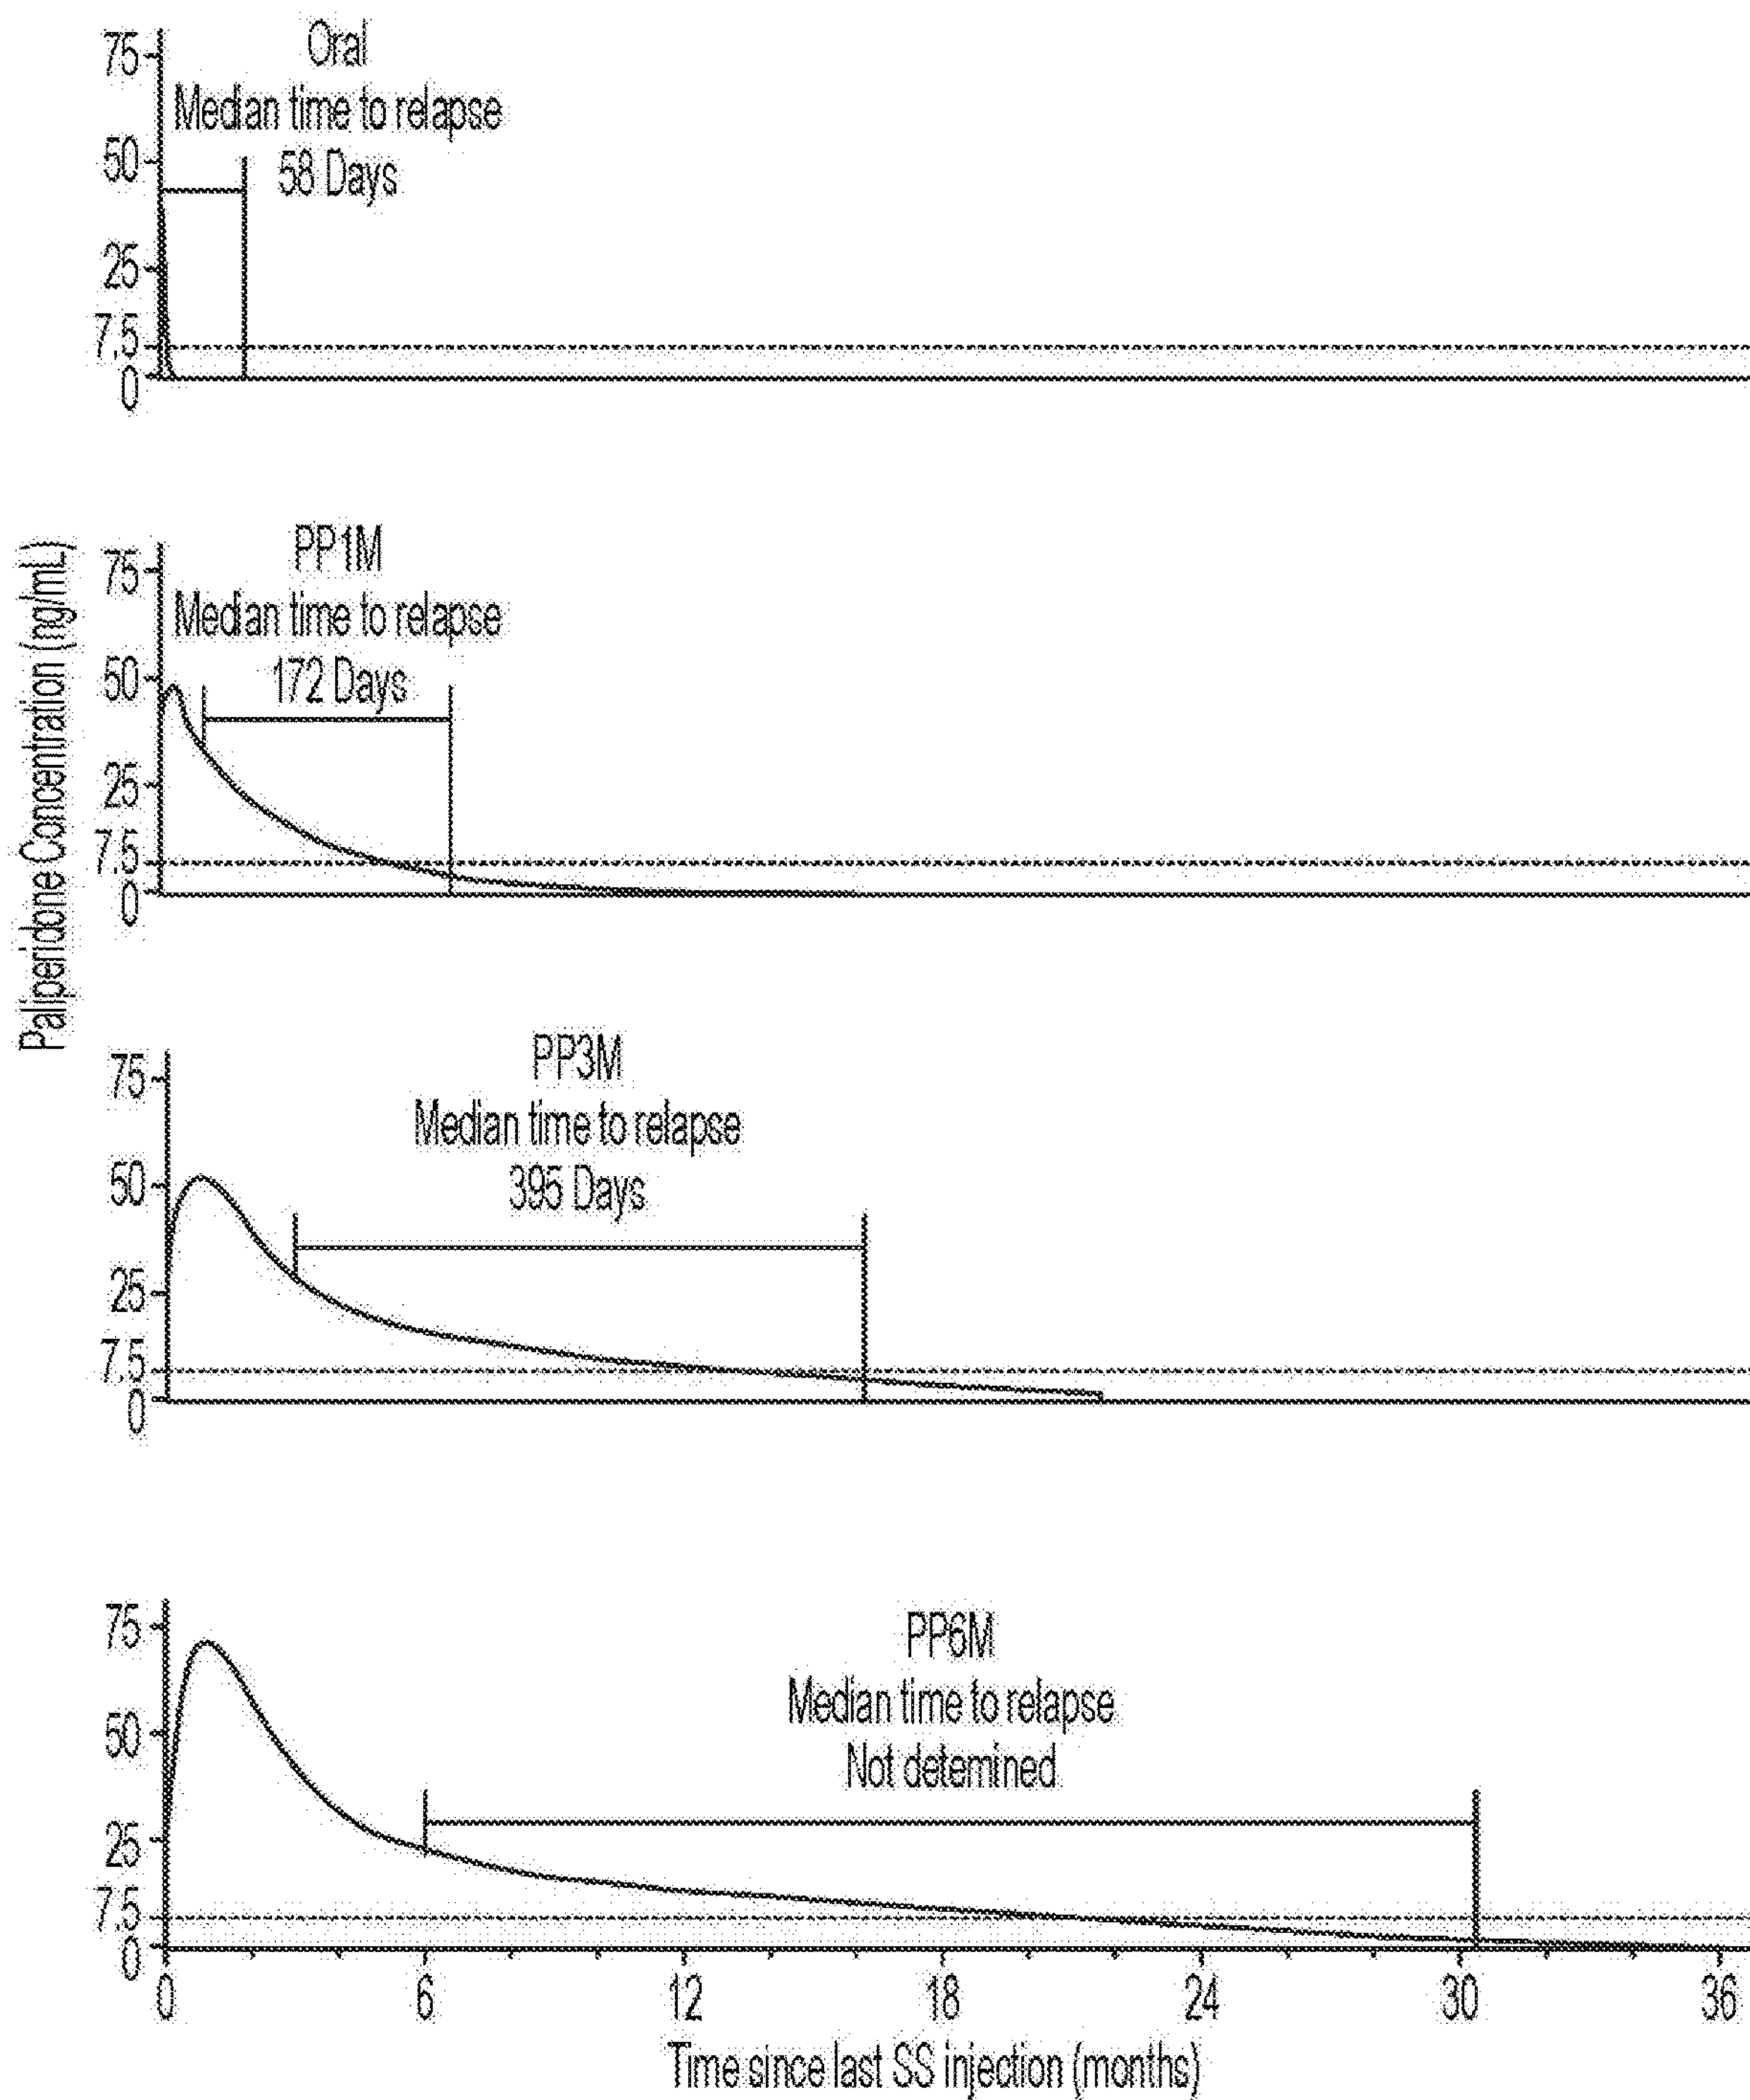 Paliperidone Concentration (ng/mL)
75
50
25
7.5
0
Oral
Median time to relapse
58 Days
75
50
25
7.5
0
PP1M
Median time to relapse
172 Days
75
50
25
7.5
0
PP3M
Median time to relapse
395 Days
75
50
25
7.5
0
PP6M
Median time to relapse
Not detemined
0 6 12 18 24 30 36
Time since last SS injection (months)